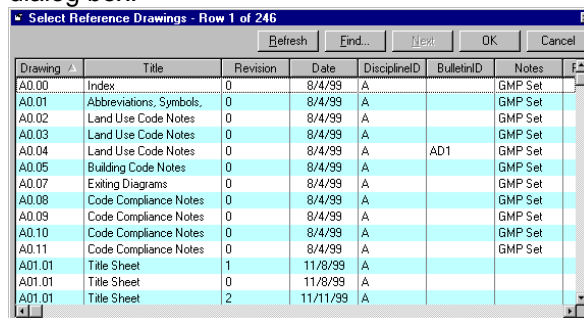 dialog box.
Select Reference Drawings - Row 1 of 246
Refresh Find... Next OK Cancel
Drawing Title Revision Date DisciplineID BulletinID Notes
A0.00 Index 0 8/4/99 A GMP Set
A0.01 Abbreviations, Symbols, 0 8/4/99 A GMP Set
A0.02 Land Use Code Notes 0 8/4/99 A GMP Set
A0.03 Land Use Code Notes 0 8/4/99 A GMP Set
A0.04 Land Use Code Notes 0 8/4/99 A AD1 GMP Set
A0.05 Building Code Notes 0 8/4/99 A GMP Set
A0.07 Exiting Diagrams 0 8/4/99 A GMP Set
A0.08 Code Compliance Notes 0 8/4/99 A GMP Set
A0.09 Code Compliance Notes 0 8/4/99 A GMP Set
A0.10 Code Compliance Notes 0 8/4/99 A GMP Set
A0.11 Code Compliance Notes 0 8/4/99 A GMP Set
A01.01 Title Sheet 1 11/8/99 A
A01.01 Title Sheet 0 11/8/99 A
A01.01 Title Sheet 2 11/11/99 A